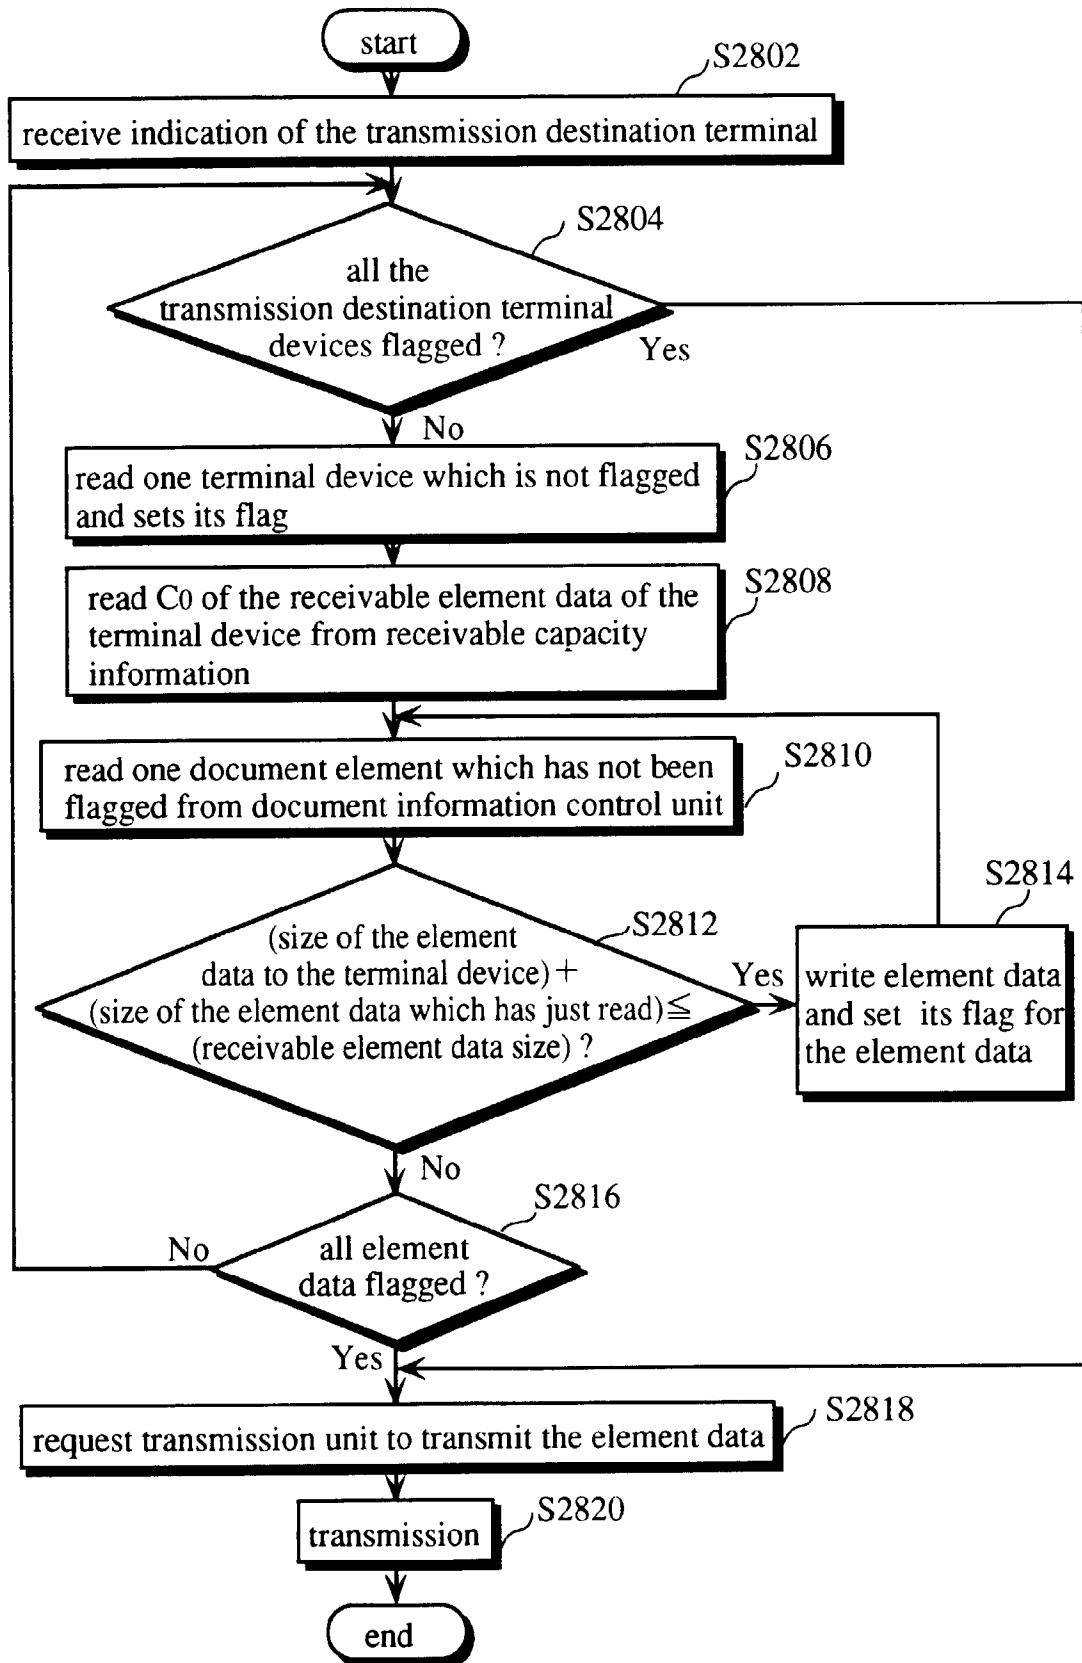 start
S2802
receive indication of the transmission destination terminal
S2804
all the
transmission destination terminal
devices flagged ?
Yes
No
S2806
read one terminal device which is not flagged
and sets its flag
S2808
read C0 of the receivable element data of the
terminal device from receivable capacity
information
S2810
read one document element which has not been
flagged from document information control unit
S2812
(size of the element
data to the terminal device)+
(size of the element data which has just read)≦
(receivable element data size) ?
Yes
S2814
write element data
and set its flag for
the element data
No
S2816
all element
data flagged ?
No
Yes
S2818
request transmission unit to transmit the element data
S2820
transmission
end